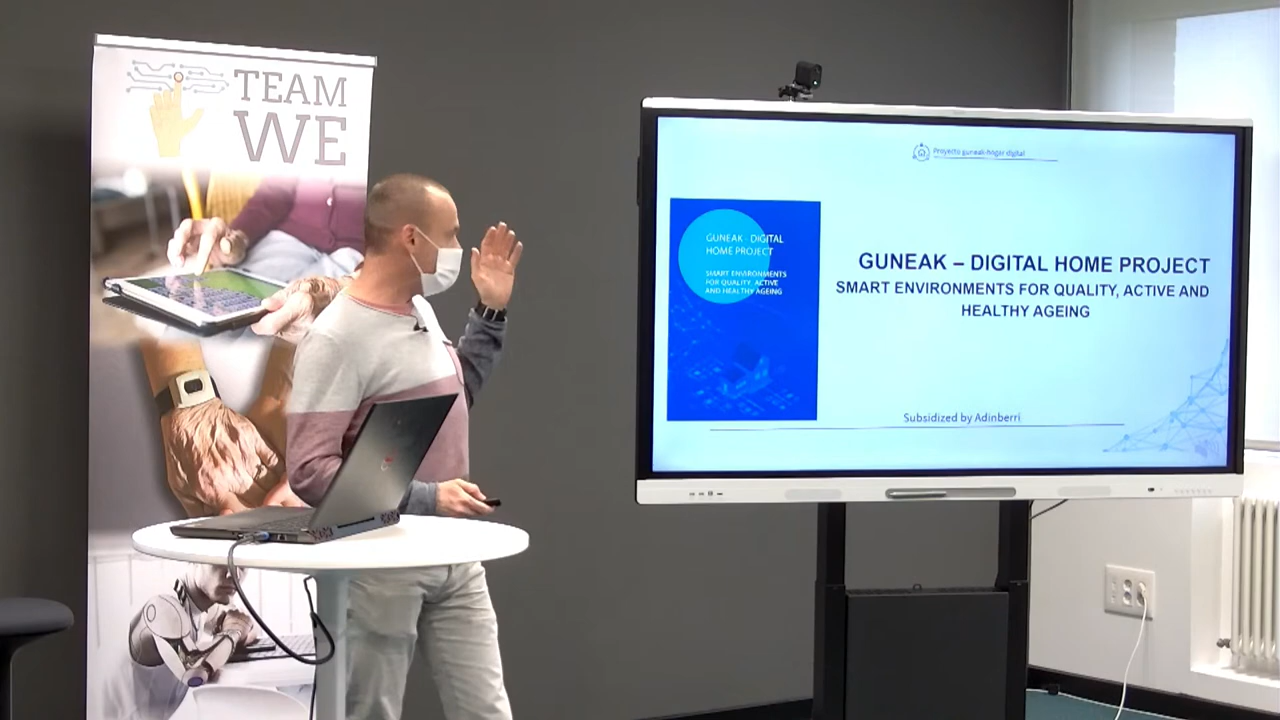 TEAM
WE
Proyecto guneak-hogar digital
GUNEAK - DIGITAL
HOME PROJECT
SMART ENVIRONMENTS
FOR QUALITY, ACTIVE
AND HEALTHY AGEING
GUNEAK – DIGITAL HOME PROJECT
SMART ENVIRONMENTS FOR QUALITY, ACTIVE AND
HEALTHY AGEING
Subsidized by Adinberri